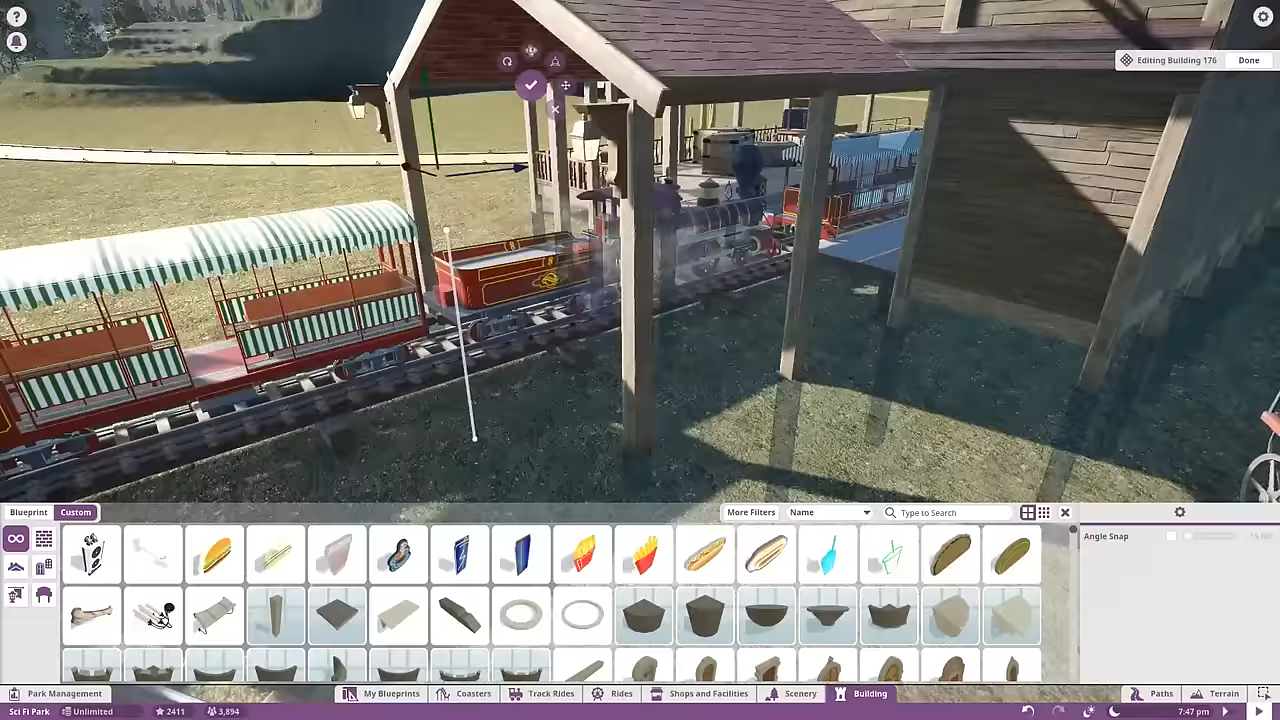 ?
Editing Building 176
Done
8
8
Blueprint
Custom
More Filters
Name
Type to Search
Angle Snap
Park Management
My Blueprints
Coasters
Track Rides
Rides
Shops and Facilities
Scenery
Building
Paths
Terrain
Sci Fi Park
Unlimited
2411
3,894
7:47 pm